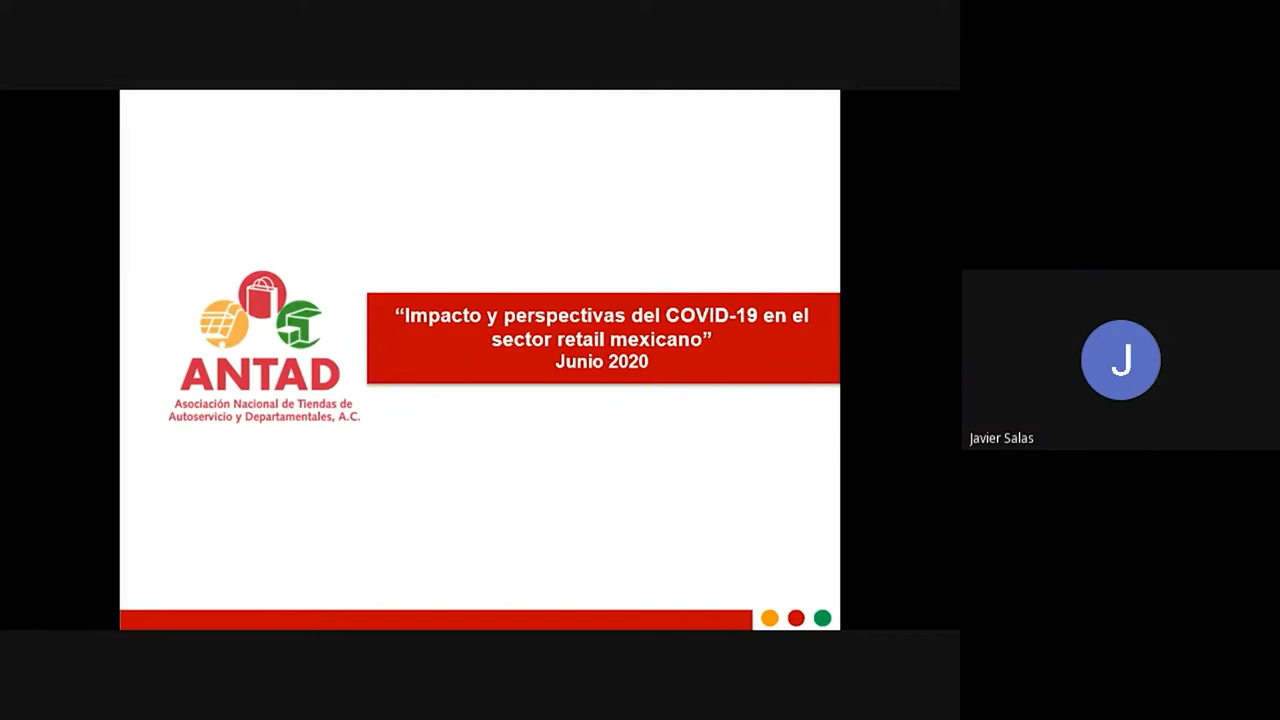 “Impacto y perspectivas del COVID-19 en el
sector retail mexicano”
Junio 2020
ANTAD
Asociación Nacional de Tiendas de
Autoservicio y Departamentales, A.C.
J
Javier Salas